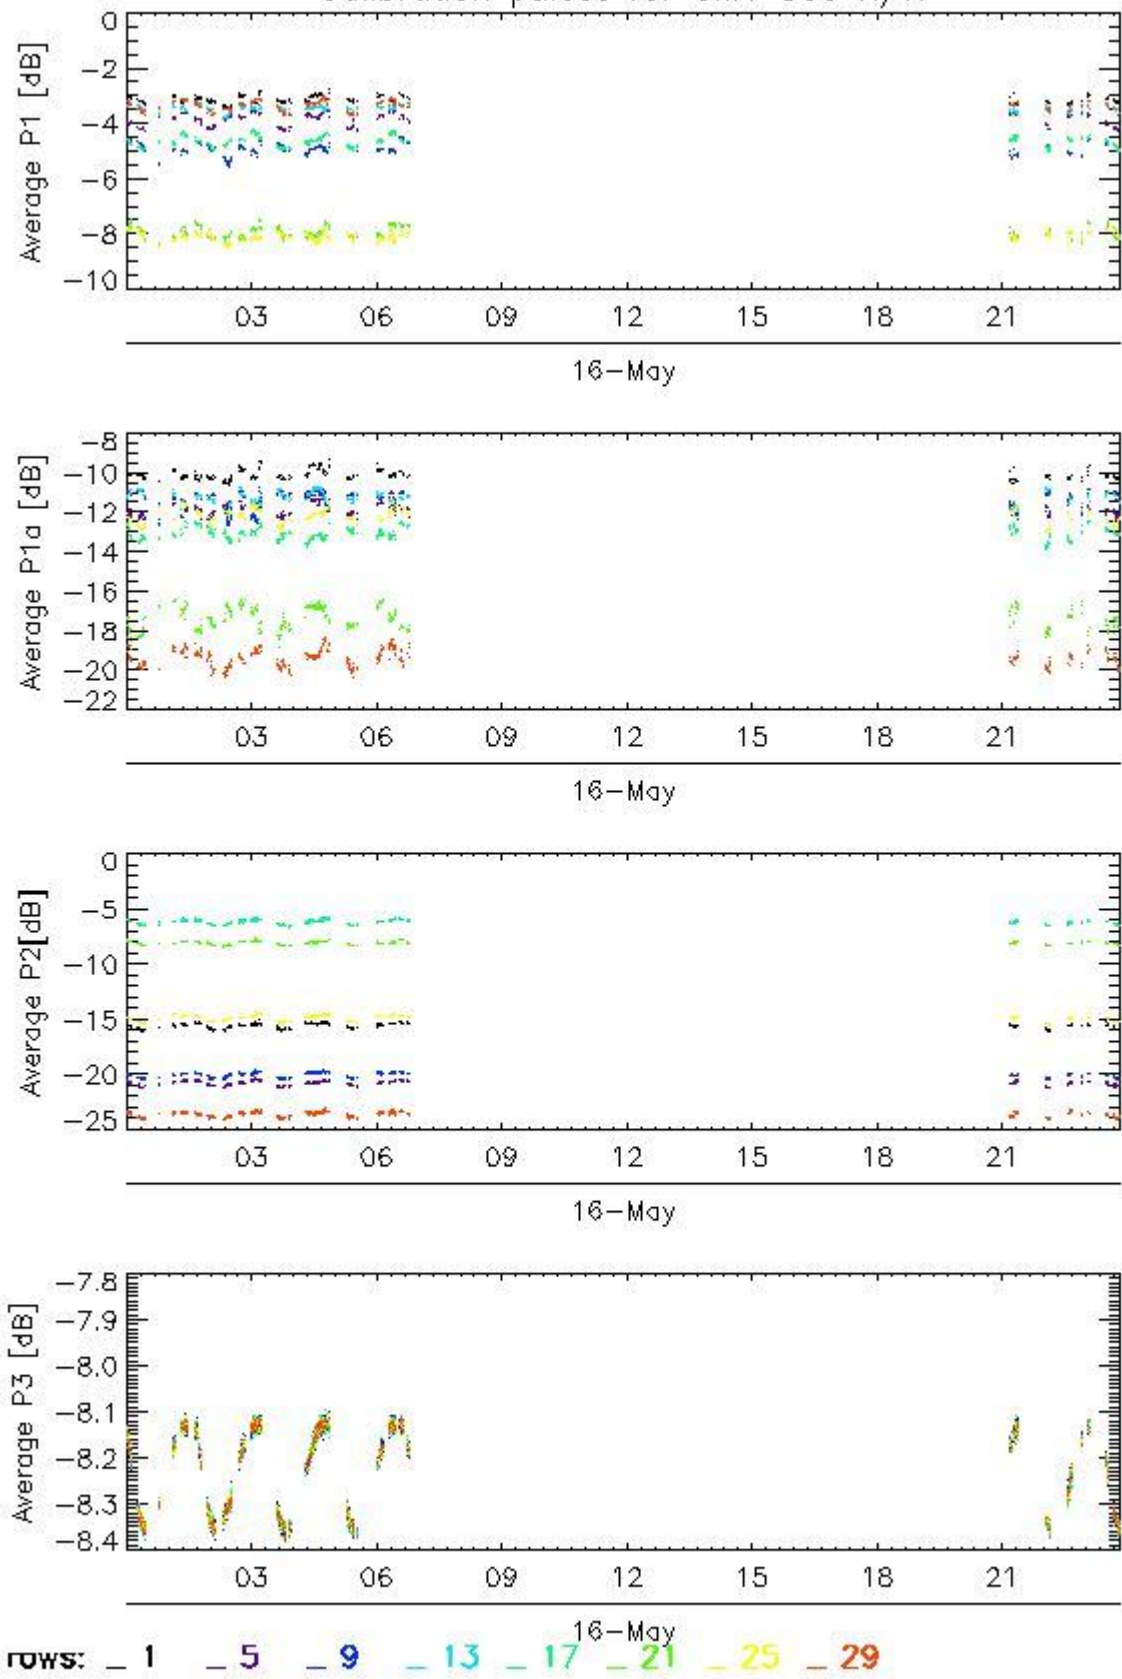 0
-2
-4
-6
-8
-10
Average P1 [dB]
03 06 09 12 15 18 21
16-May
-8
-10
-12
-14
-16
-18
-20
-22
Average P1a [dB]
03 06 09 12 15 18 21
16-May
0
-5
-10
-15
-20
-25
Average P2[dB]
03 06 09 12 15 18 21
16-May
-7.8
-7.9
-8.0
-8.1
-8.2
-8.3
-8.4
Average P3 [dB]
03 06 09 12 15 18 21
16-May
rows: _ 1 _ 5 _ 9 _ 13 _ 17 _ 21 _ 25 _ 29